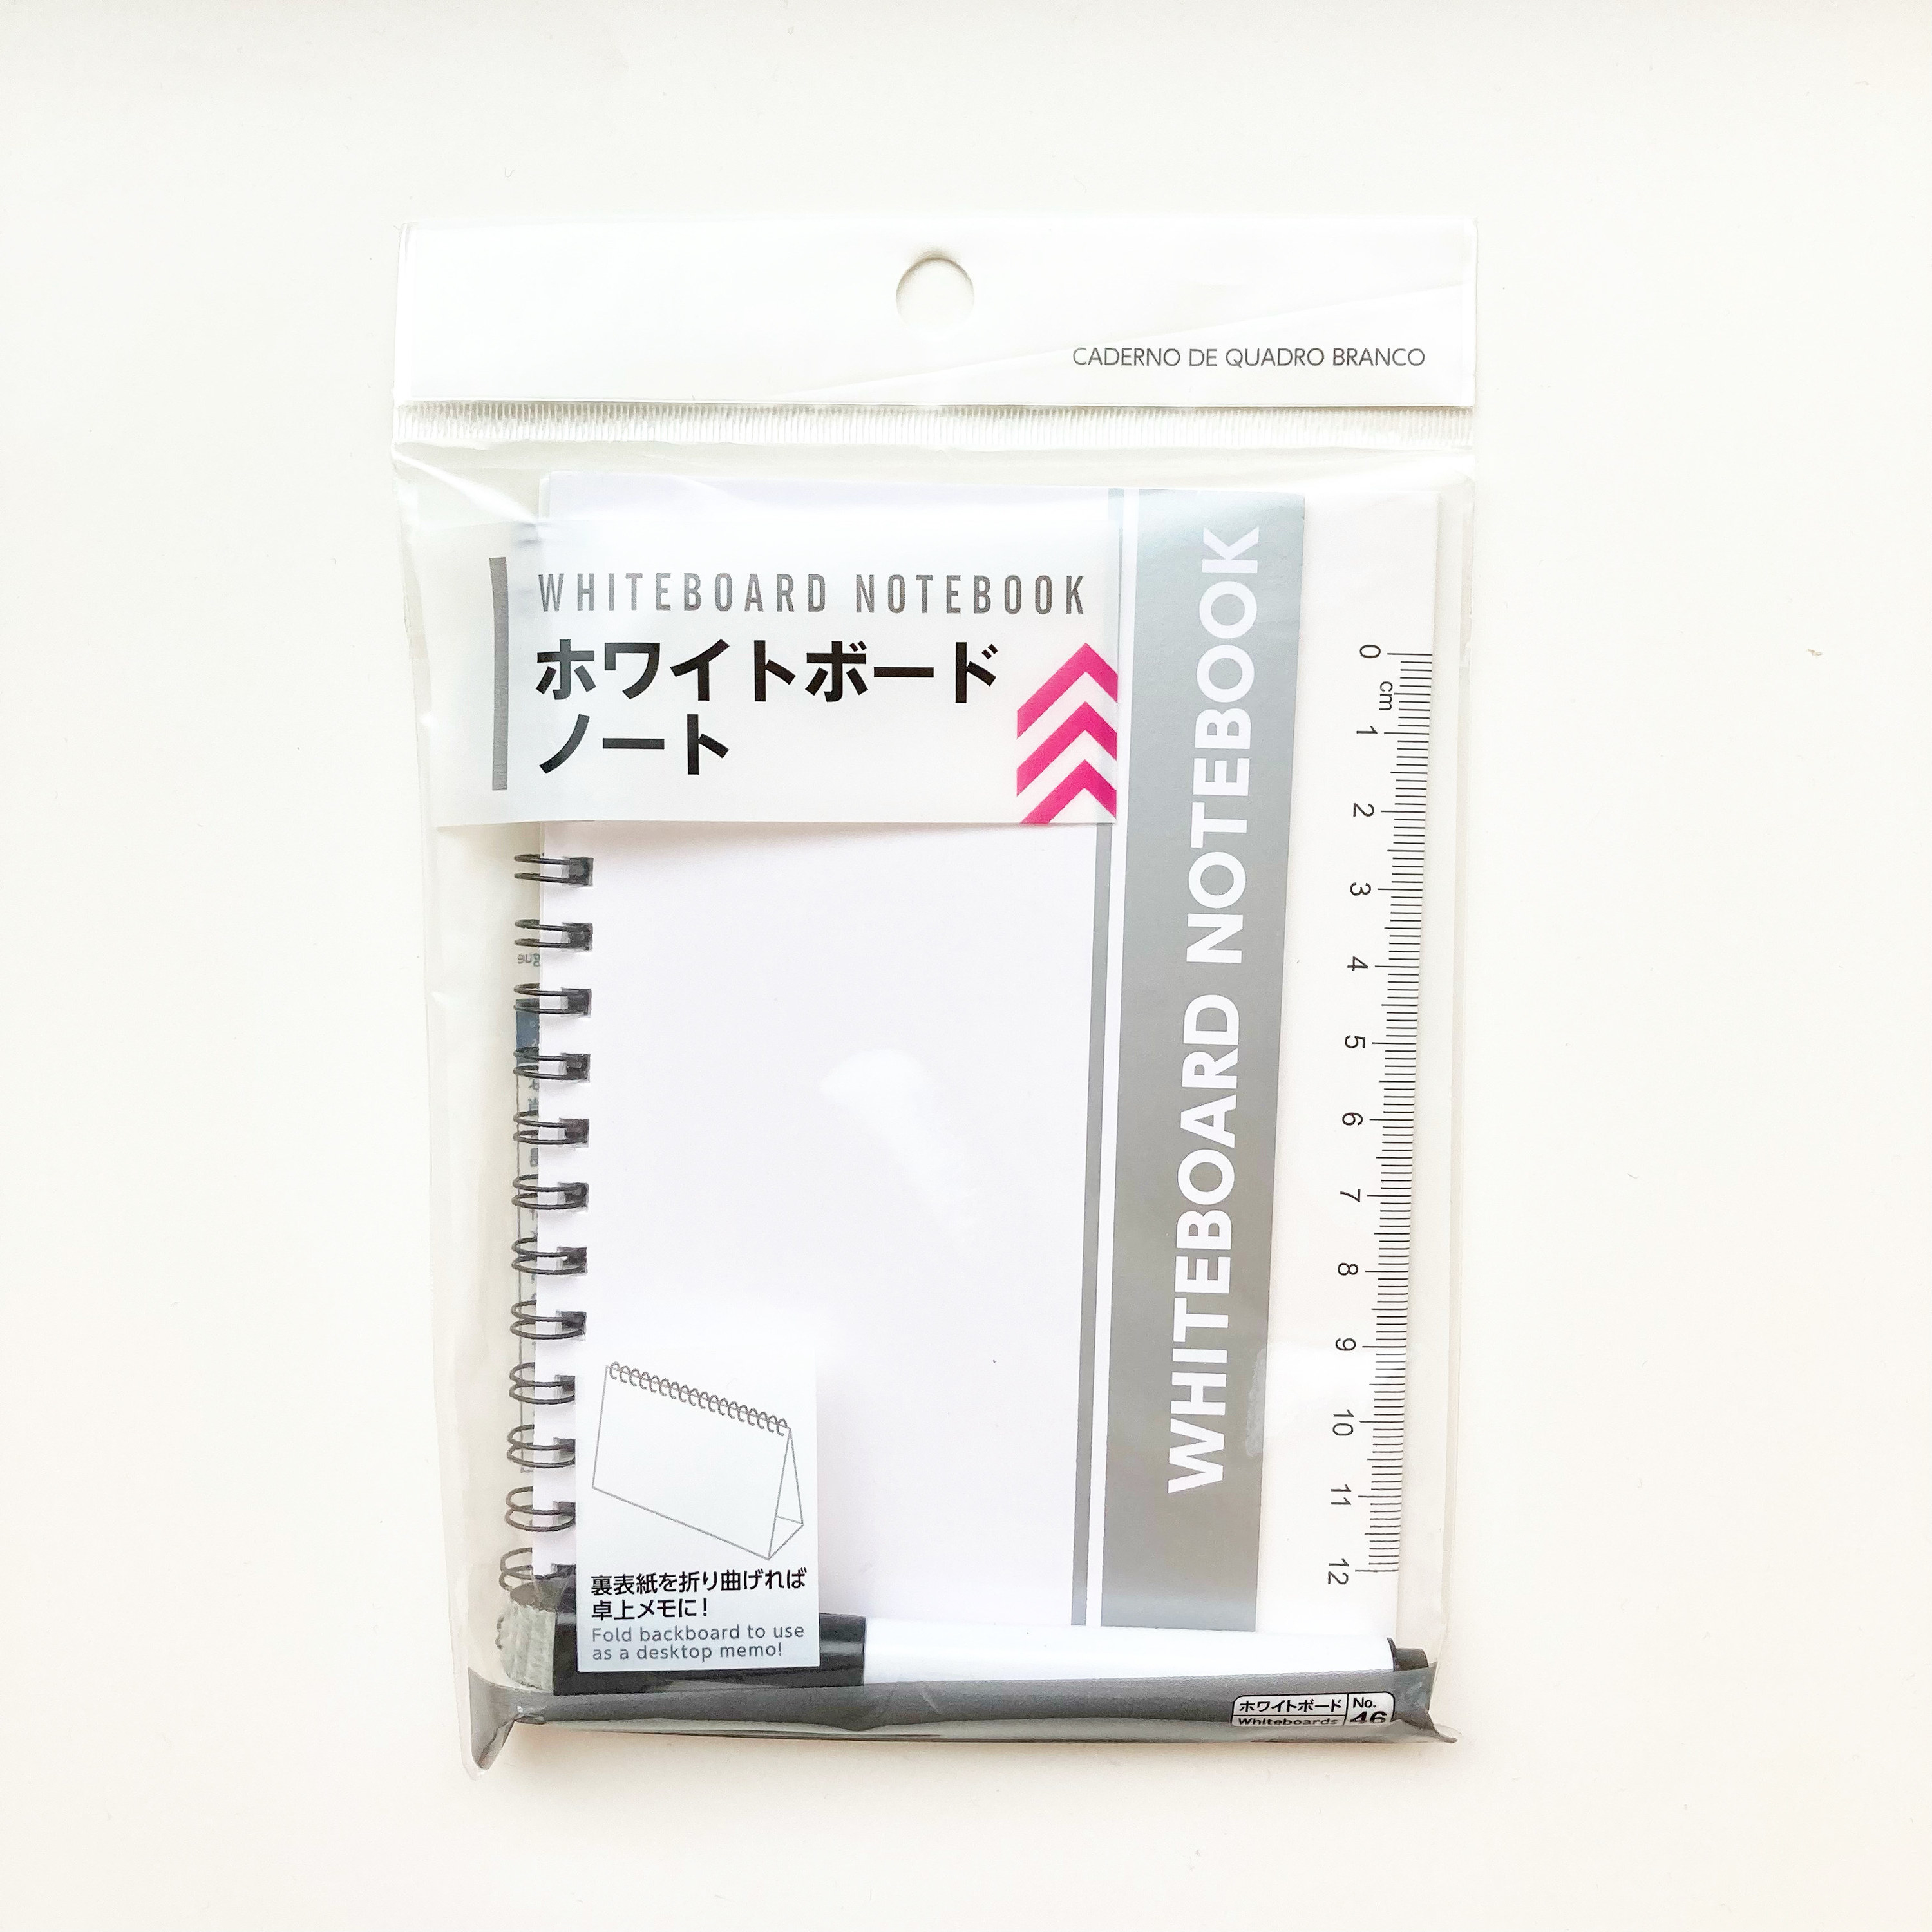 CADERNO DE QUADRO BRANCO
WHITEBOARD NOTEBOOK
ホワイトボード
ノート
WHITEBOARD NOTEBOOK
0
cm
1
2
3
4
5
6
7
8
9
10
11
12
裏表紙を折り曲げれば
卓上メモに!
Fold backboard to use
as a desktop memo!
ホワイトボード No.
Whiteboards 46